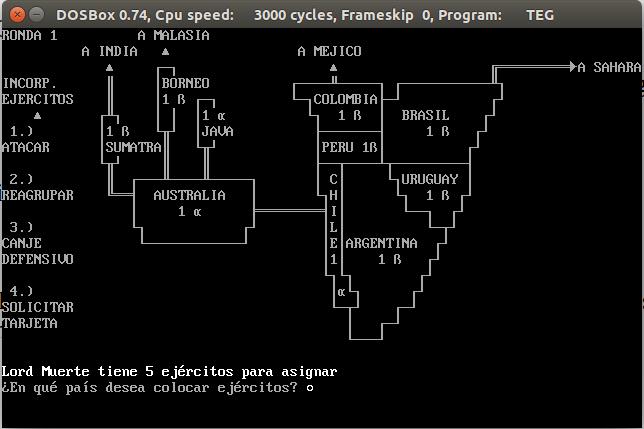 DOSBox 0.74, Cpu speed: 3000 cycles, Frameskip 0, Program: TEG
RONDA 1 A MALASIA
A INDIA A MEJICO
A SAHARA
INCORP. BORNEO
EJERCITOS 1 ß COLOMBIA
1 α 1 ß BRASIL
1.) 1 ß JAVA 1 ß
ATACAR SUMATRA PERU 1ß
2.) C URUGUAY
REAGRUPAR AUSTRALIA H 1 ß
1 α I
3.) L
CANJE E ARGENTINA
DEFENSIVO 1 1 ß
4.) α
SOLICITAR
TARJETA
Lord Muerte tiene 5 ejércitos para asignar
¿En qué país desea colocar ejércitos? o